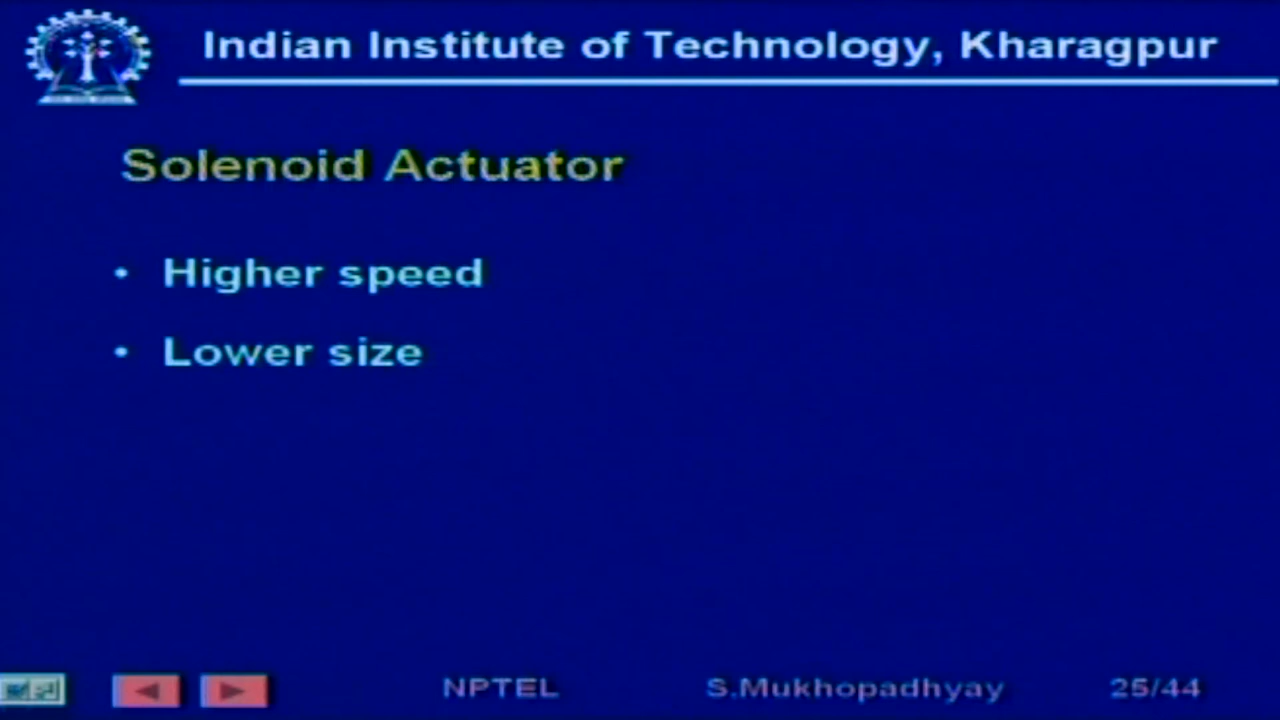 Indian Institute of Technology, Kharagpur
Solenoid Actuator
• Higher speed
• Lower size
NPTEL S.Mukhopadhyay 25/44